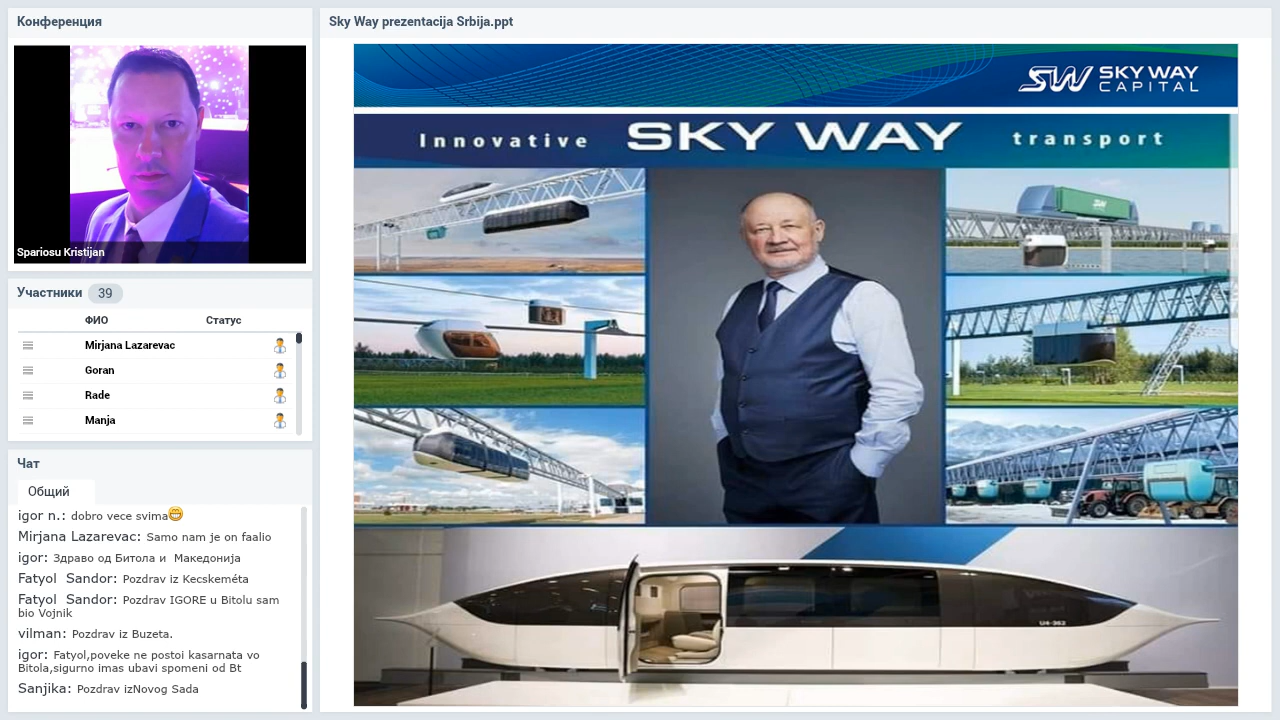 Конференция
Spariosu Kristijan
Участники 39
ФИО Статус
Mirjana Lazarevac
Goran
Rade
Manja
Чат
Общий
igor n.: dobro vece svima
Mirjana Lazarevac: Samo nam je on faalio
igor: Здраво од Битола и Македонија
Fatyol Sandor: Pozdrav iz Kecskeméta
Fatyol Sandor: Pozdrav IGORE u Bitolu sam
bio Vojnik
vilman: Pozdrav iz Buzeta.
igor: Fatyol,poveke ne postoi kasarnata vo
Bitola,sigurno imas ubavi spomeni od Bt
Sanjika: Pozdrav izNovog Sada
Sky Way prezentacija Srbija.ppt
SW SKY WAY
CAPITAL
Innovative SKY WAY transport
SW
U4-362